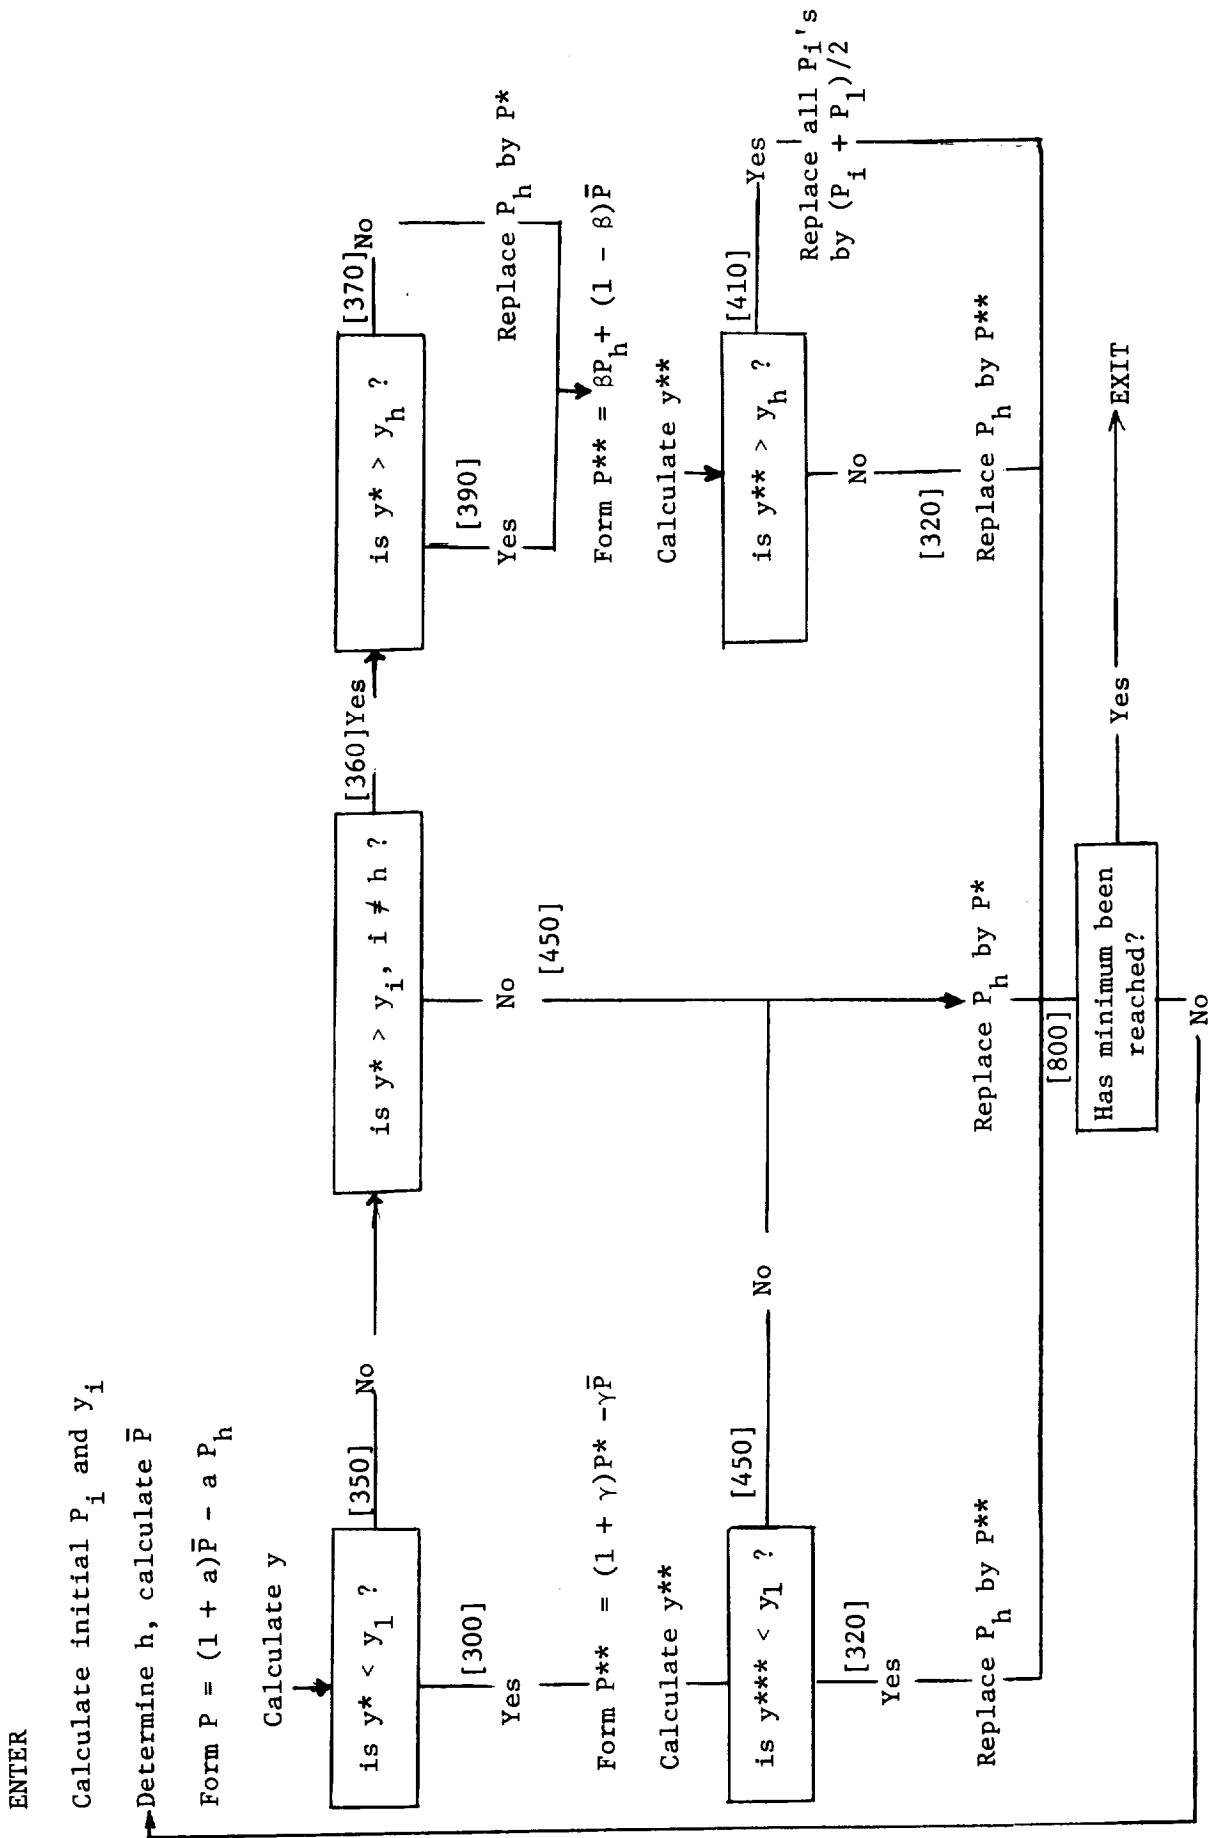 ENTER
Calculate initial P_i and y_i
Determine h, calculate P̄
Form P = (1 + a)P̄ - a P_h
Calculate y
is y* < y_l ?
[350]
No
is y* > y_i, i ≠ h ?
[360]Yes
is y* > y_h ?
[370]No
[300]
Yes
No
[450]
[390]
Yes
Replace P_h by P*
Form P** = (1 + γ)P* -γP̄
Form P** = βP_h + (1 - β)P̄
Calculate y**
Calculate y**
is y*** < y_l ?
[450]
No
is y** > y_h ?
[410]
Yes
Replace all P_i's
by (P_i + P_l)/2
[320]
Yes
No
[320]
Replace P_h by P**
Replace P_h by P*
Replace P_h by P**
[800]
Has minimum been
reached?
Yes
EXIT
No